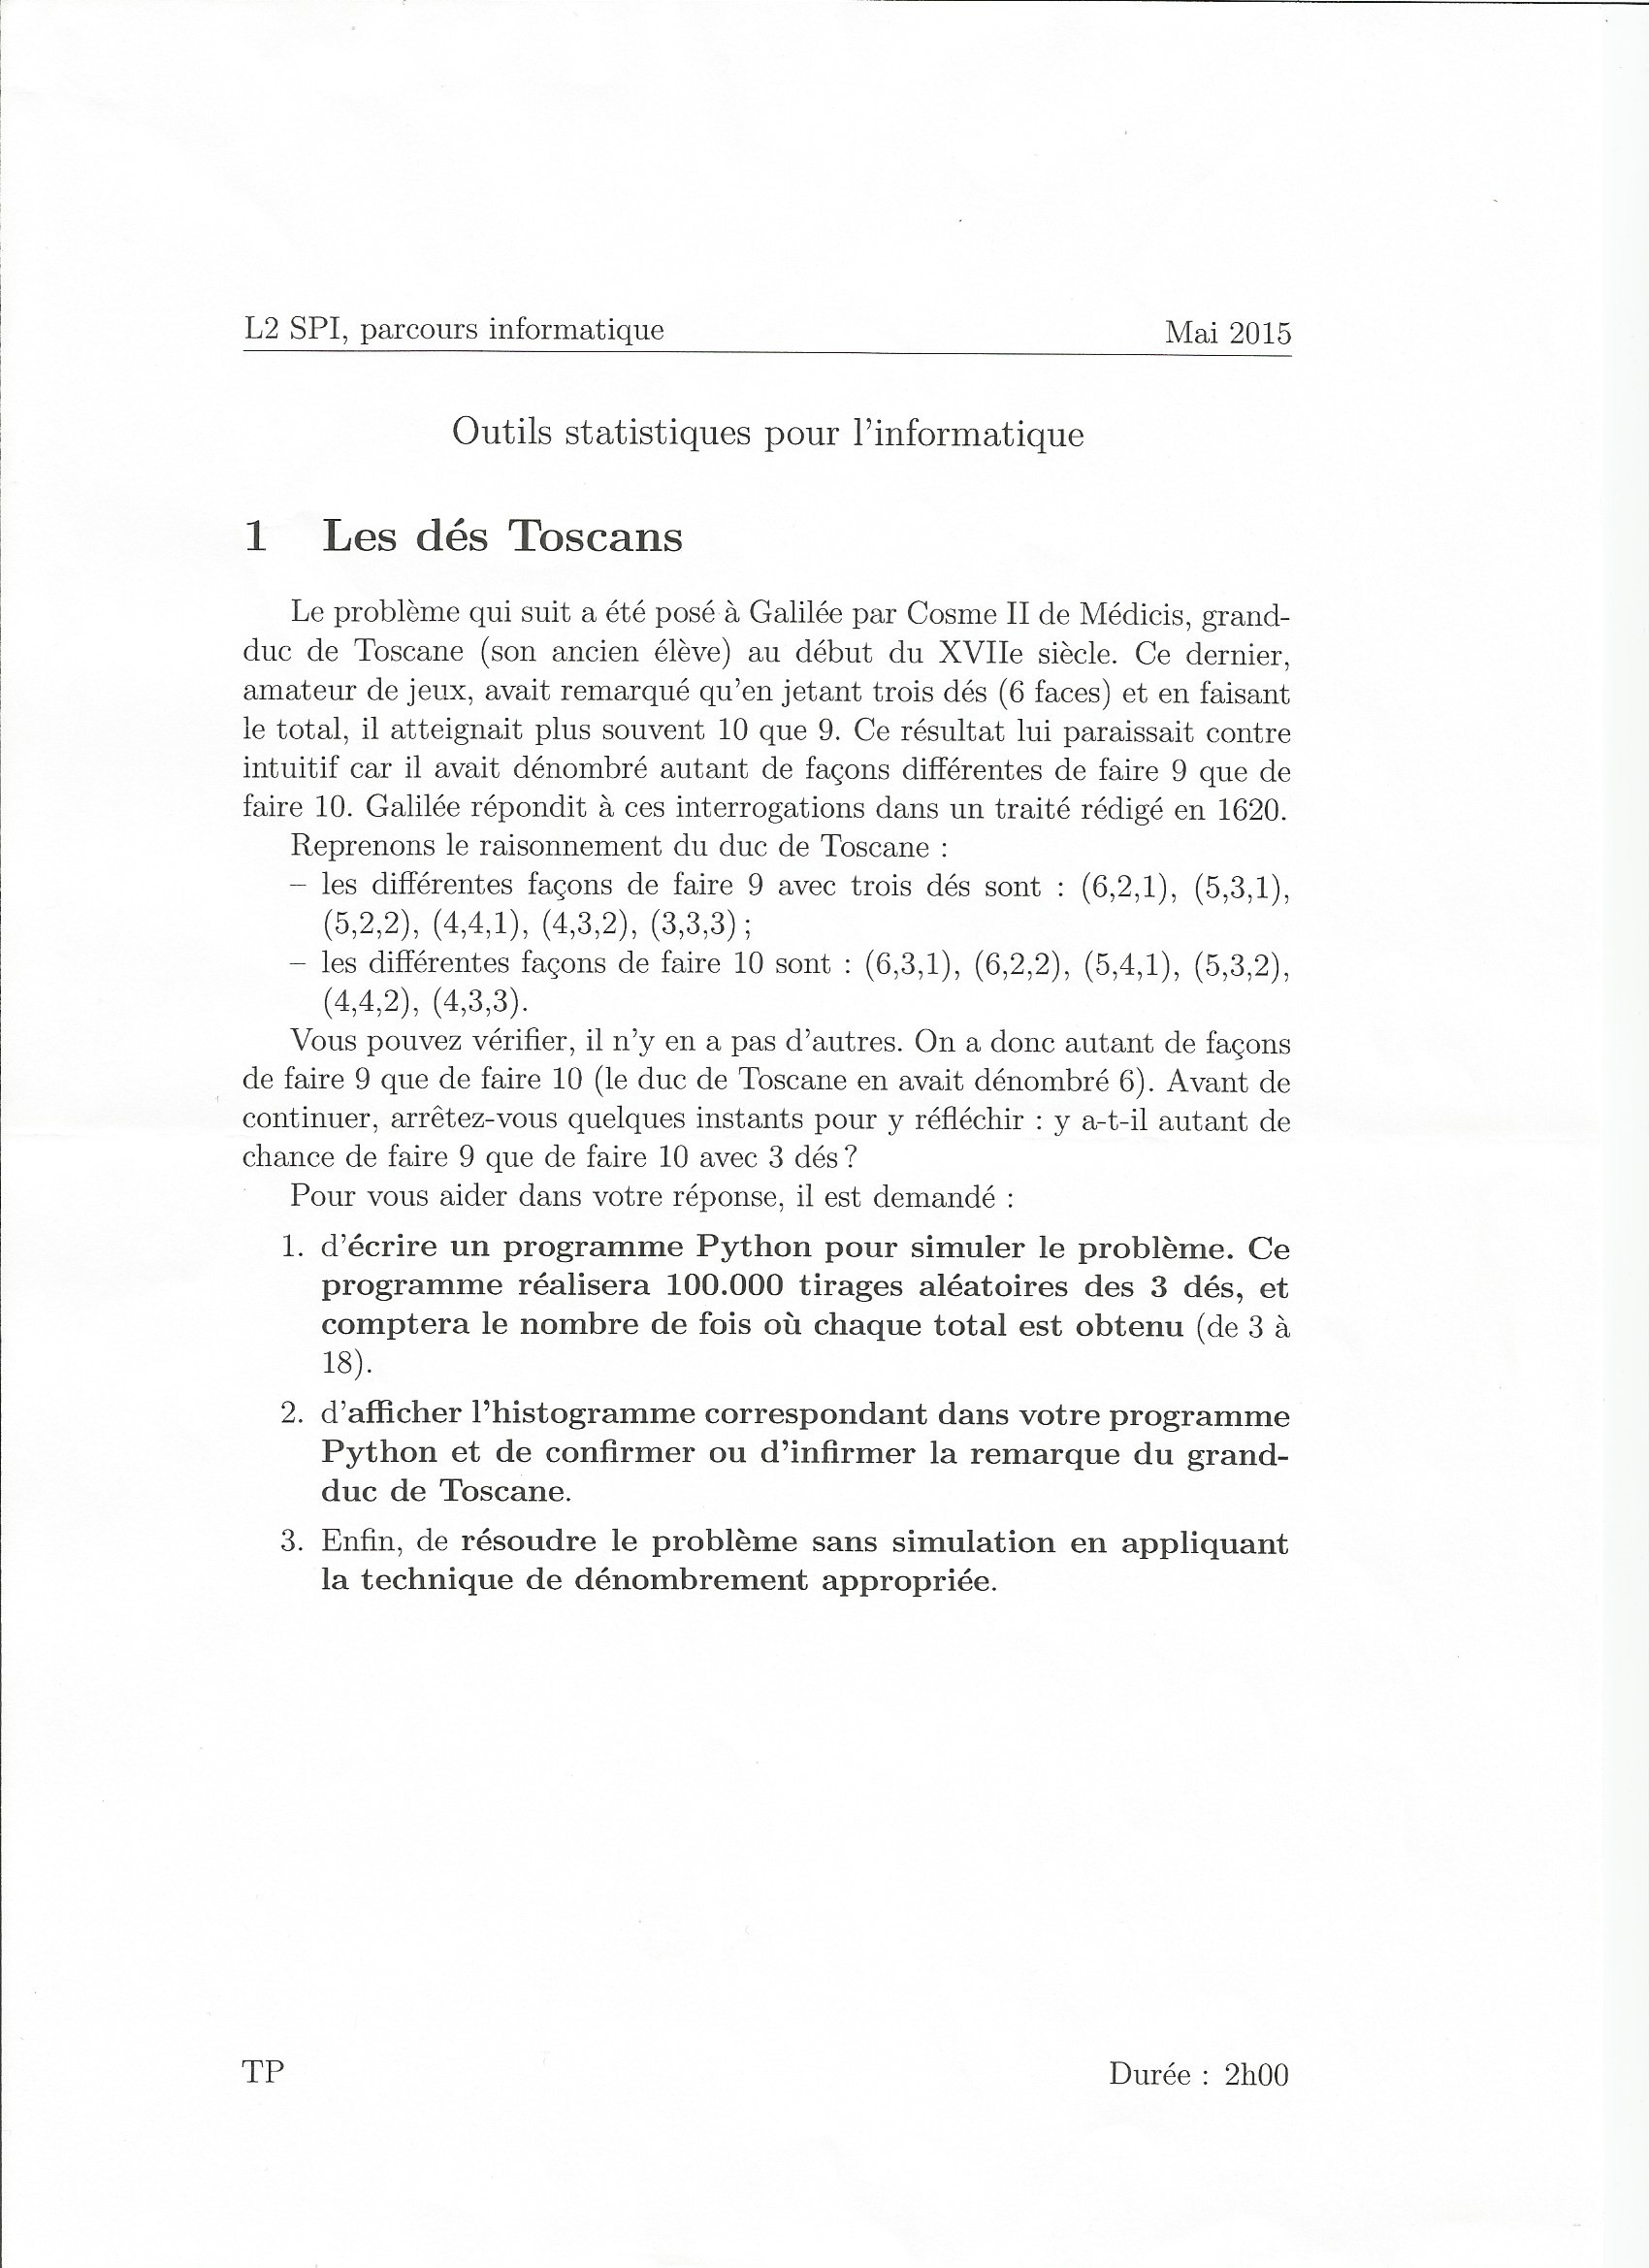 L2 SPI, parcours informatique Mai 2015
Outils statistiques pour l'informatique
1 Les dés Toscans
Le problème qui suit a été posé à Galilée par Cosme II de Médicis, grand-
duc de Toscane (son ancien élève) au début du XVIIe siècle. Ce dernier,
amateur de jeux, avait remarqué qu'en jetant trois dés (6 faces) et en faisant
le total, il atteignait plus souvent 10 que 9. Ce résultat lui paraissait contre
intuitif car il avait dénombré autant de façons différentes de faire 9 que de
faire 10. Galilée répondit à ces interrogations dans un traité rédigé en 1620.
Reprenons le raisonnement du duc de Toscane :
– les différentes façons de faire 9 avec trois dés sont : (6,2,1), (5,3,1),
(5,2,2), (4,4,1), (4,3,2), (3,3,3) ;
– les différentes façons de faire 10 sont : (6,3,1), (6,2,2), (5,4,1), (5,3,2),
(4,4,2), (4,3,3).
Vous pouvez vérifier, il n'y en a pas d'autres. On a donc autant de façons
de faire 9 que de faire 10 (le duc de Toscane en avait dénombré 6). Avant de
continuer, arrêtez-vous quelques instants pour y réfléchir : y a-t-il autant de
chance de faire 9 que de faire 10 avec 3 dés ?
Pour vous aider dans votre réponse, il est demandé :
1. d'écrire un programme Python pour simuler le problème. Ce
programme réalisera 100.000 tirages aléatoires des 3 dés, et
comptera le nombre de fois où chaque total est obtenu (de 3 à
18).
2. d'afficher l'histogramme correspondant dans votre programme
Python et de confirmer ou d'infirmer la remarque du grand-
duc de Toscane.
3. Enfin, de résoudre le problème sans simulation en appliquant
la technique de dénombrement appropriée.
TP Durée : 2h00